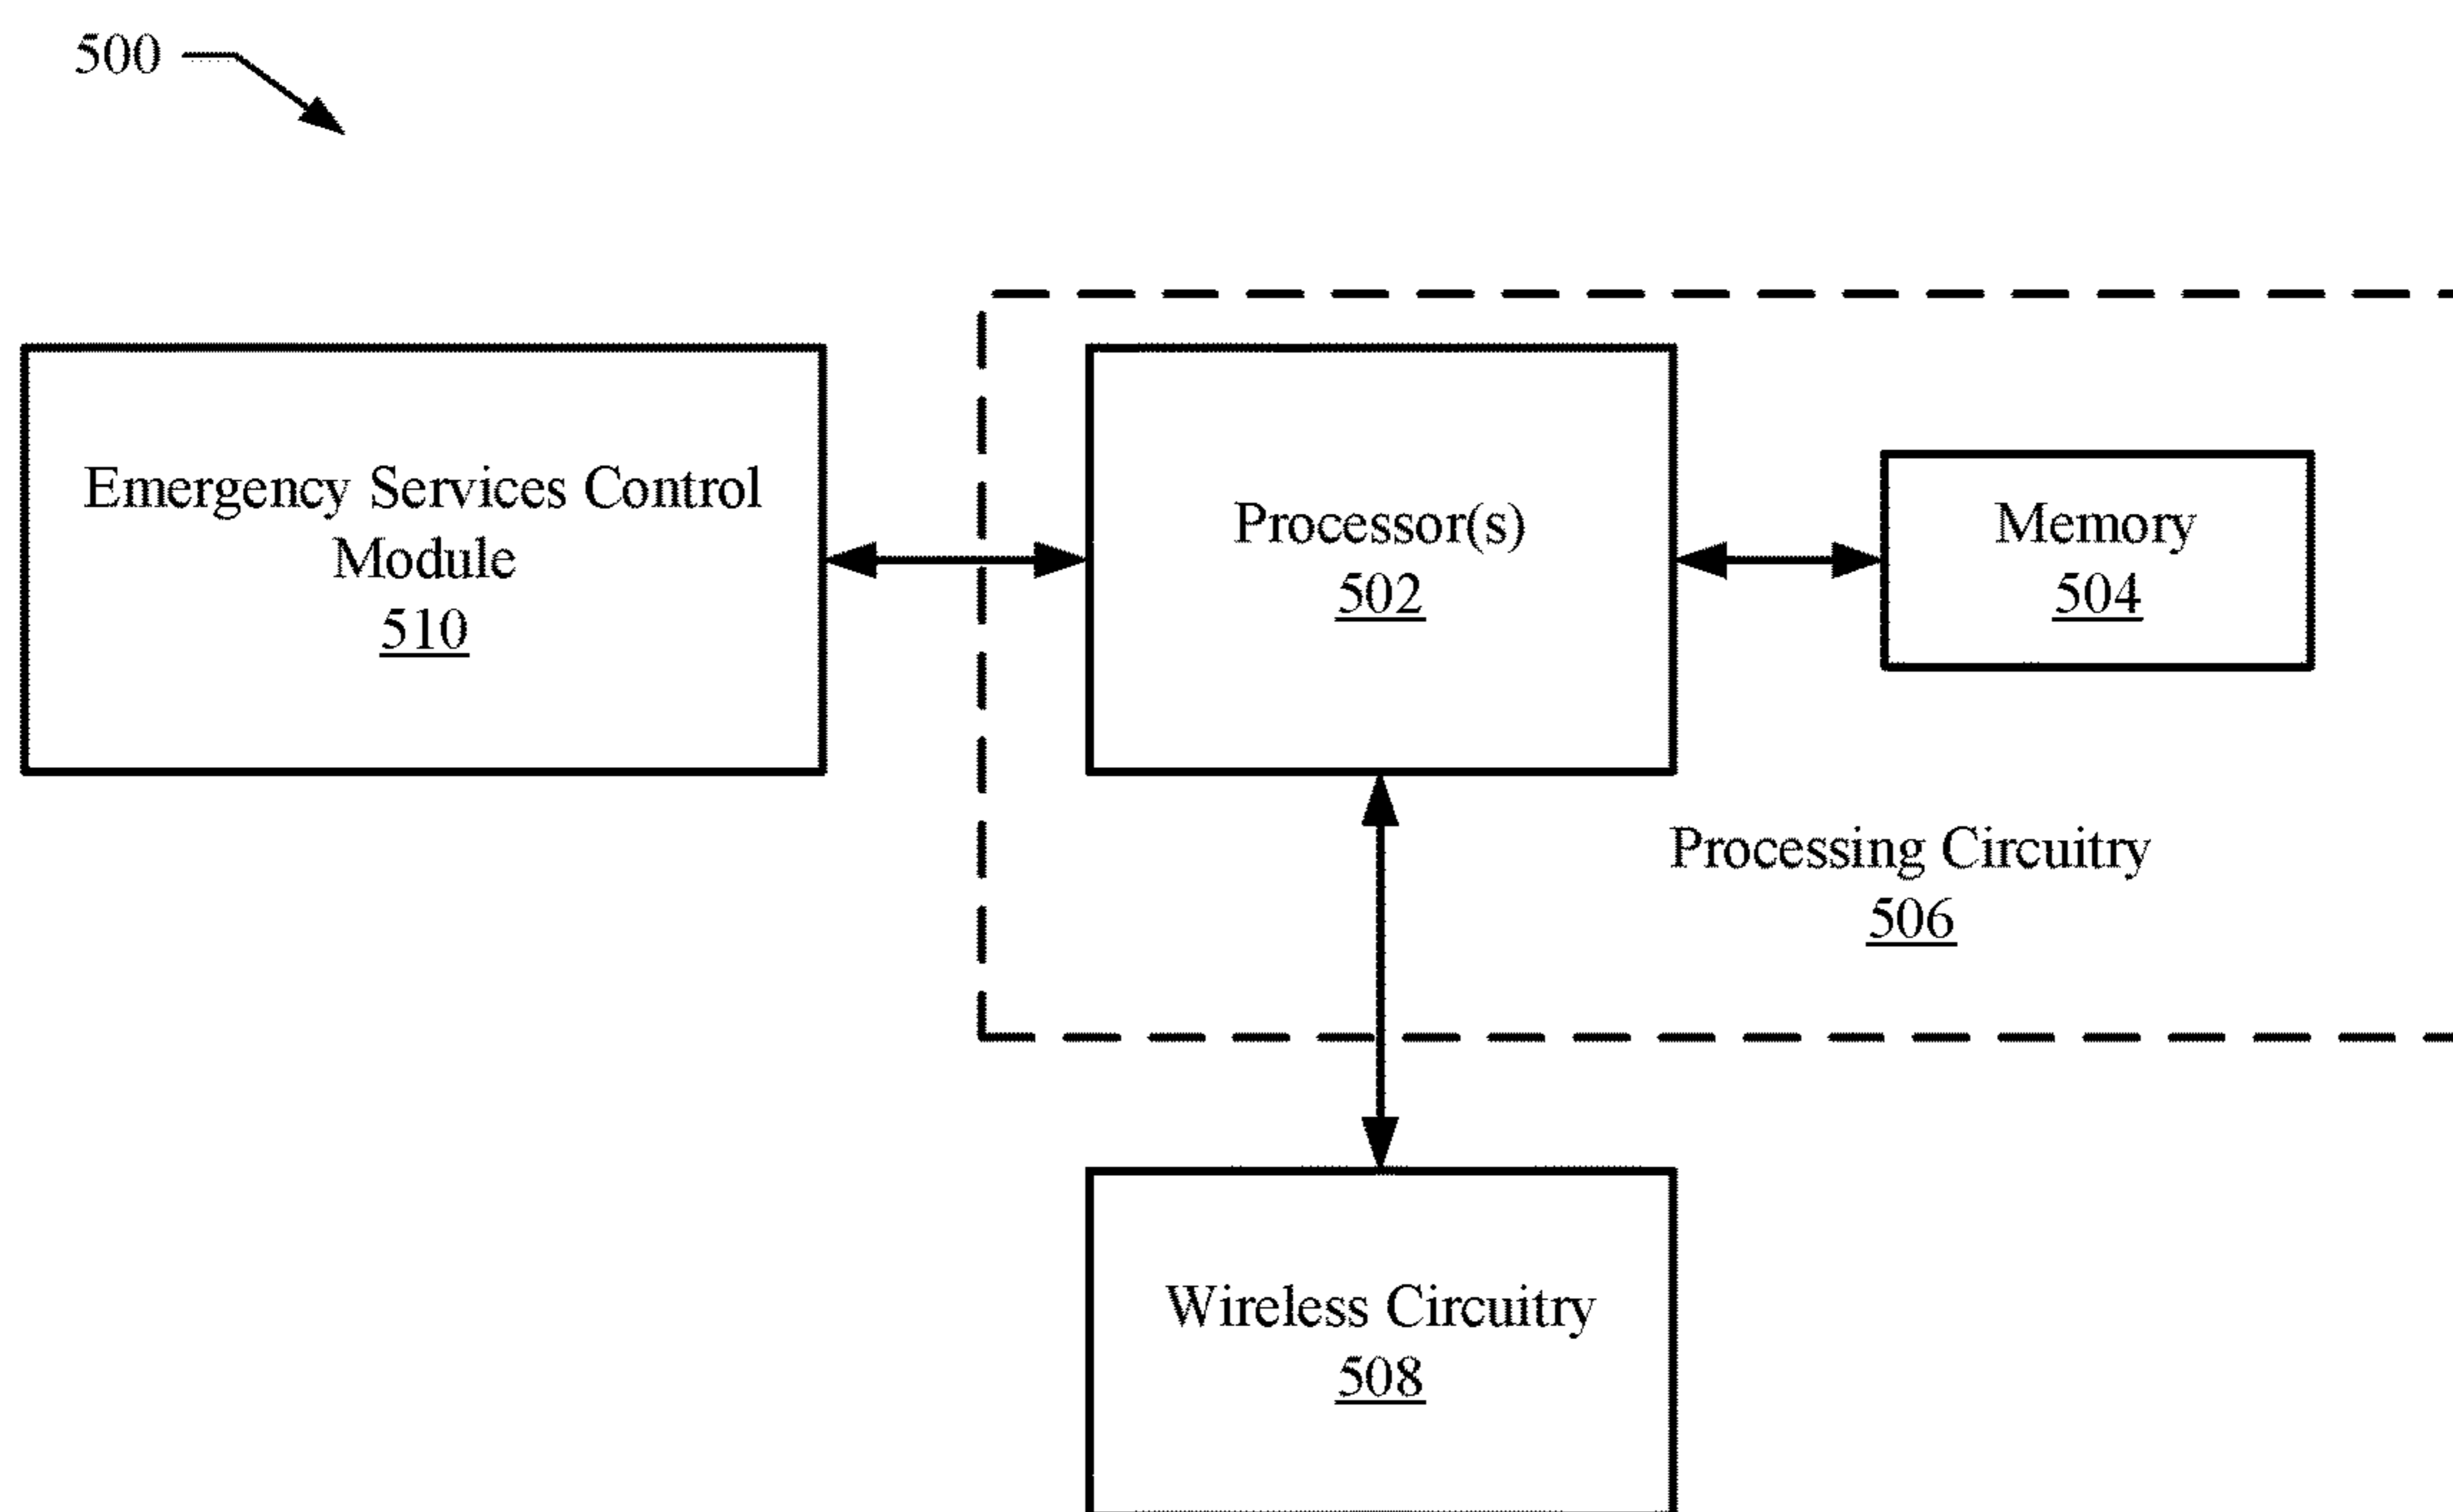 500
Emergency Services Control
Module
510
Processor(s)
502
Memory
504
Processing Circuitry
506
Wireless Circuitry
508